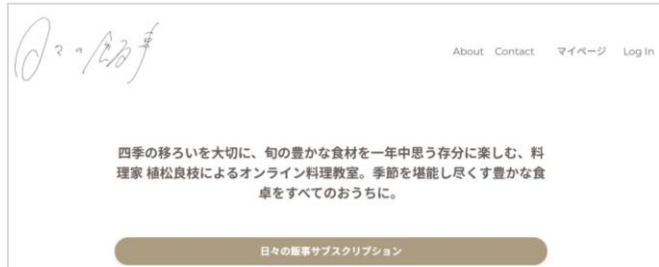 日々の飯事
About Contact マイページ Log In
四季の移ろいを大切に、旬の豊かな食材を一年中思う存分に楽しむ、料
理家 植松良枝によるオンライン料理教室。季節を堪能し尽くす豊かな食
卓をすべてのおうちに。
日々の飯事サブスクリプション